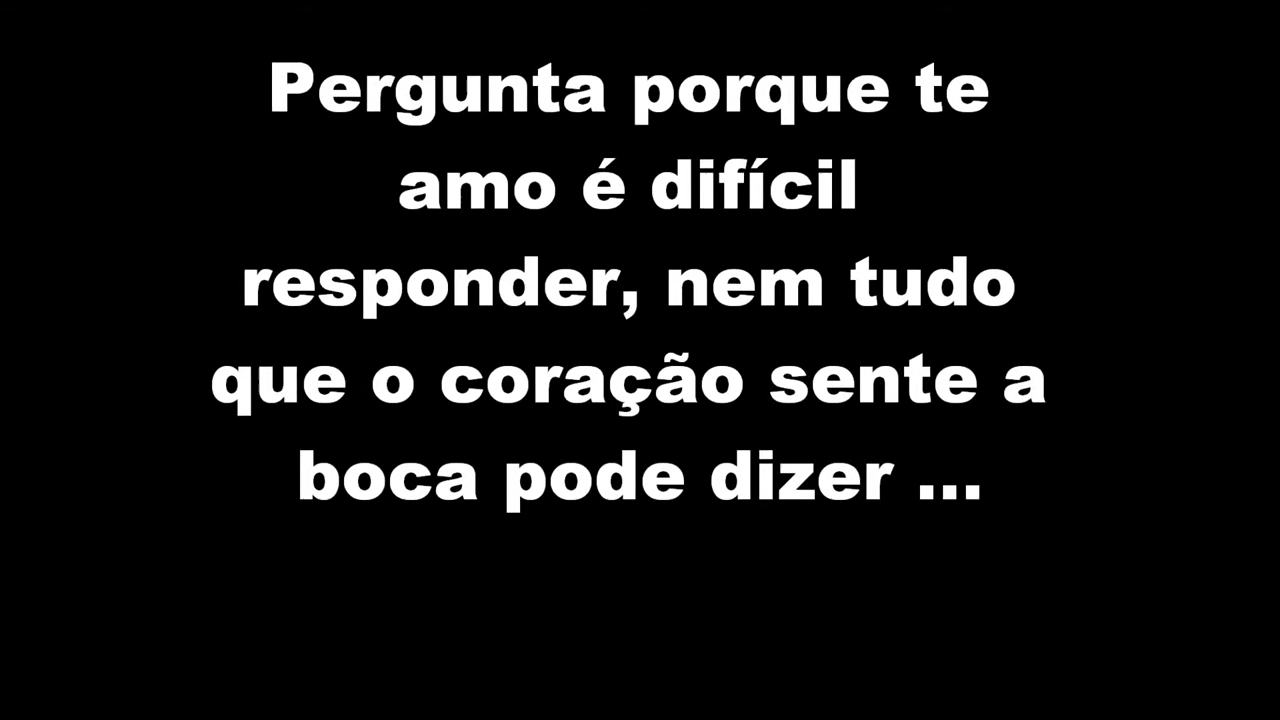 Pergunta porque te
amo é difícil
responder, nem tudo
que o coração sente a
boca pode dizer ...